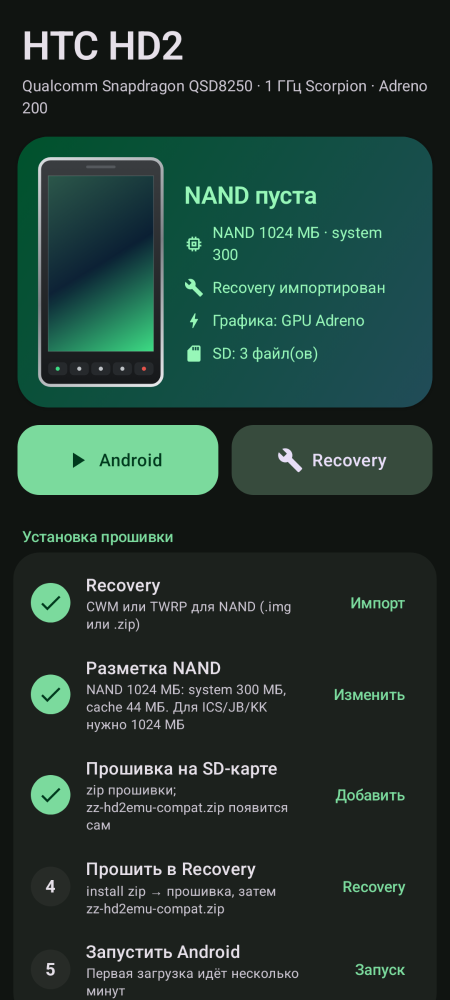 HTC HD2
Qualcomm Snapdragon QSD8250 · 1 ГГц Scorpion · Adreno
200
NAND пуста
NAND 1024 МБ · system
300
Recovery импортирован
Графика: GPU Adreno
SD: 3 файл(ов)
Android
Recovery
Установка прошивки
Recovery
CWM или TWRP для NAND (.img
или .zip)
Импорт
Разметка NAND
NAND 1024 МБ: system 300 МБ,
cache 44 МБ. Для ICS/JB/KK
нужно 1024 МБ
Изменить
Прошивка на SD-карте
zip прошивки;
zz-hd2emu-compat.zip появится
сам
Добавить
4
Прошить в Recovery
install zip → прошивка, затем
zz-hd2emu-compat.zip
Recovery
5
Запустить Android
Первая загрузка идёт несколько
минут
Запуск